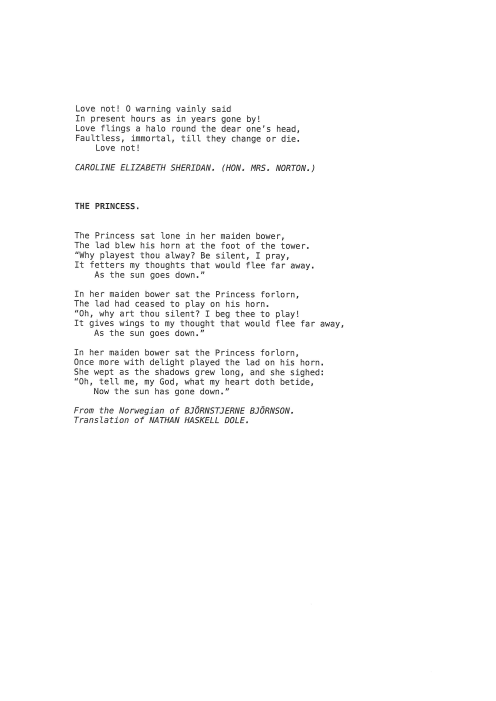 Love not! O warning vainly said
In present hours as in years gone by!
Love flings a halo round the dear one's head,
Faultless, immortal, till they change or die.
Love not!
CAROLINE ELIZABETH SHERIDAN. (HON. MRS. NORTON.)
THE PRINCESS.
The Princess sat lone in her maiden bower,
The lad blew his horn at the foot of the tower.
“Why playest thou alway? Be silent, I pray,
It fetters my thoughts that would flee far away.
As the sun goes down.”
In her maiden bower sat the Princess forlorn,
The lad had ceased to play on his horn.
“Oh, why art thou silent? I beg thee to play!
It gives wings to my thought that would flee far away,
As the sun goes down.”
In her maiden bower sat the Princess forlorn,
Once more with delight played the lad on his horn.
She wept as the shadows grew long, and she sighed:
“Oh, tell me, my God, what my heart doth betide,
Now the sun has gone down.”
From the Norwegian of BJÖRNSTJERNE BJÖRNSON.
Translation of NATHAN HASKELL DOLE.